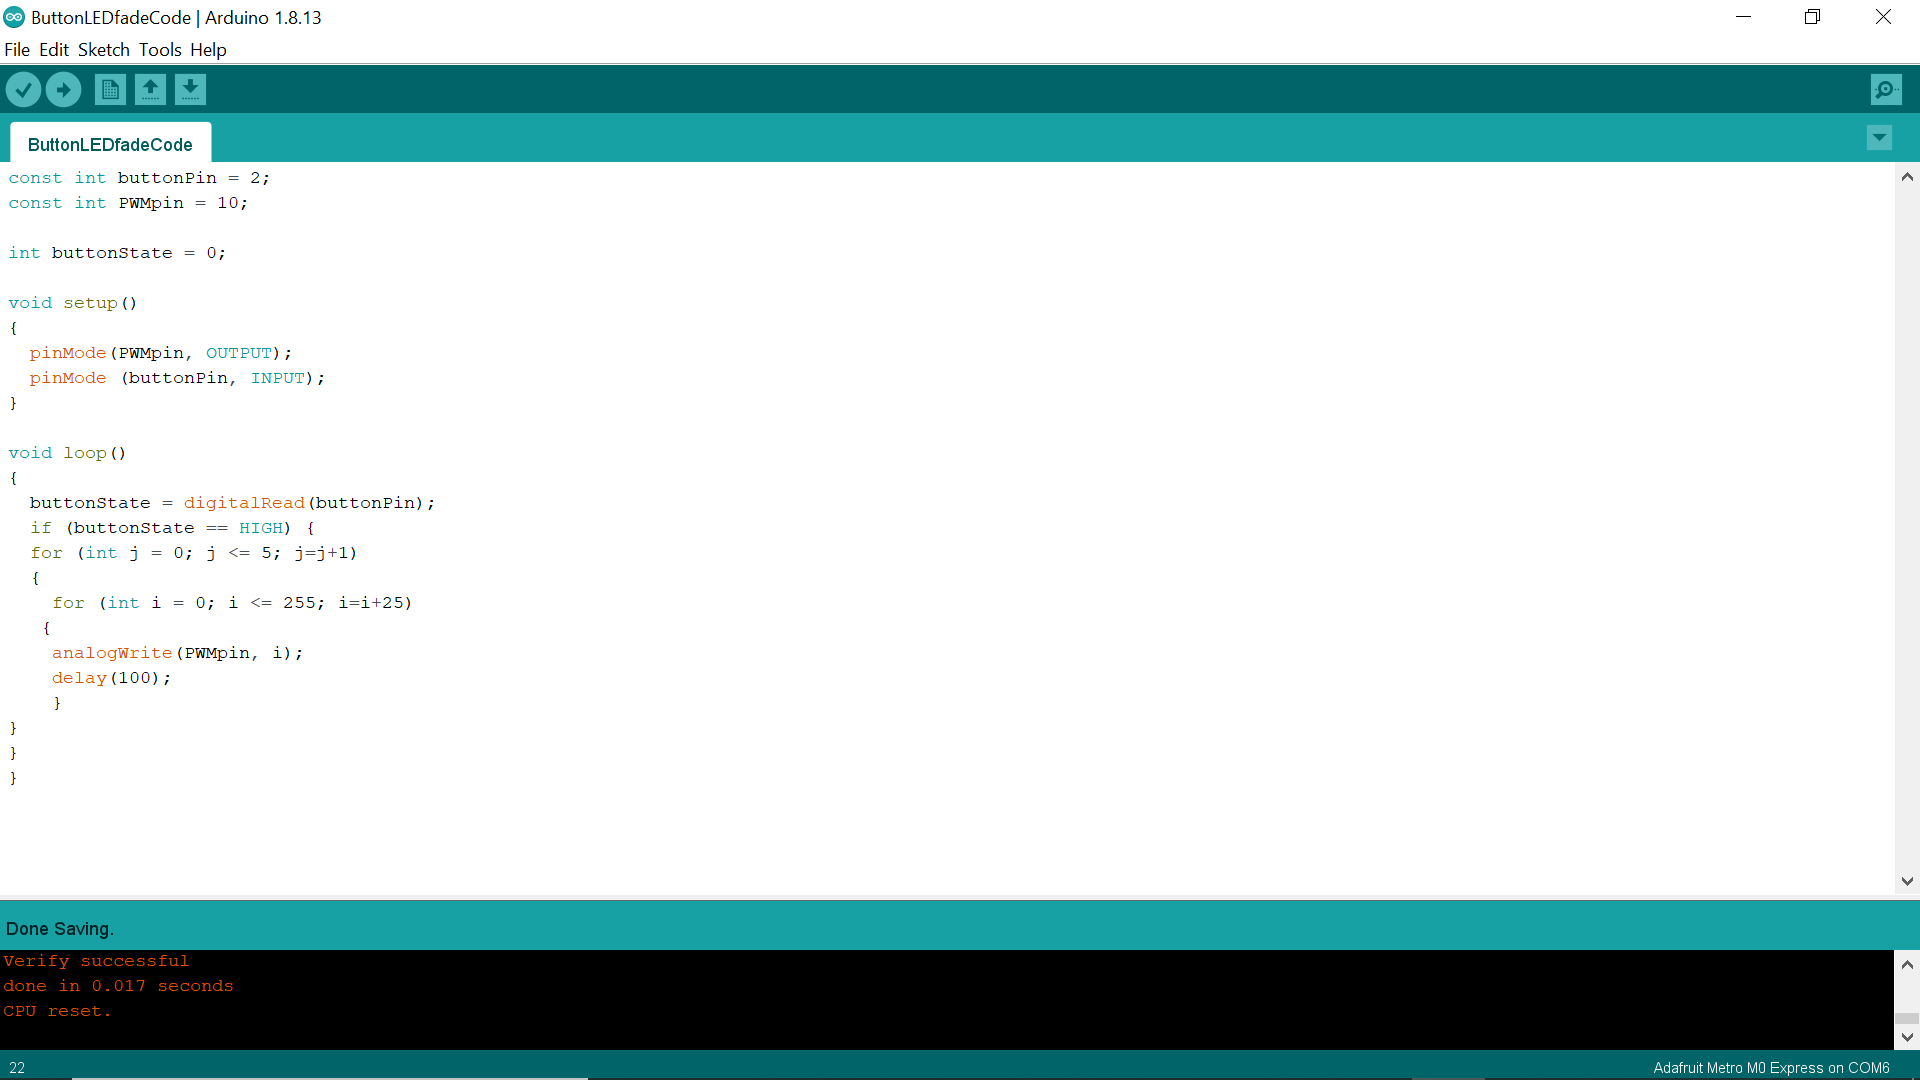 ButtonLEDfadeCode | Arduino 1.8.13
File Edit Sketch Tools Help
ButtonLEDfadeCode
const int buttonPin = 2;
const int PWMpin = 10;
int buttonState = 0;
void setup()
{
pinMode(PWMpin, OUTPUT);
pinMode (buttonPin, INPUT);
}
void loop()
{
buttonState = digitalRead(buttonPin);
if (buttonState == HIGH) {
for (int j = 0; j <= 5; j=j+1)
{
for (int i = 0; i <= 255; i=i+25)
{
analogWrite(PWMpin, i);
delay(100);
}
}
}
}
Done Saving.
Verify successful
done in 0.017 seconds
CPU reset.
22
Adafruit Metro M0 Express on COM6